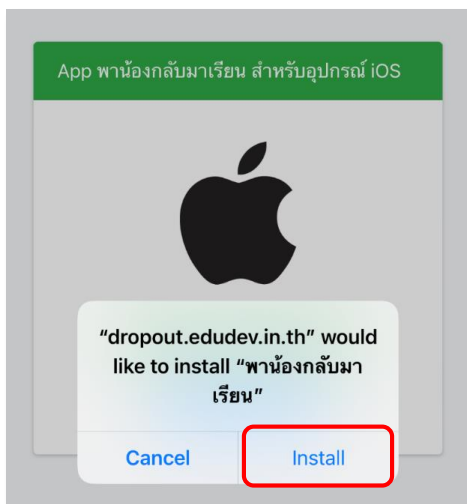 App พาน้องกลับมาเรียน สำหรับอุปกรณ์ iOS
“dropout.edudev.in.th” would
like to install “พาน้องกลับมา
เรียน”
Cancel Install